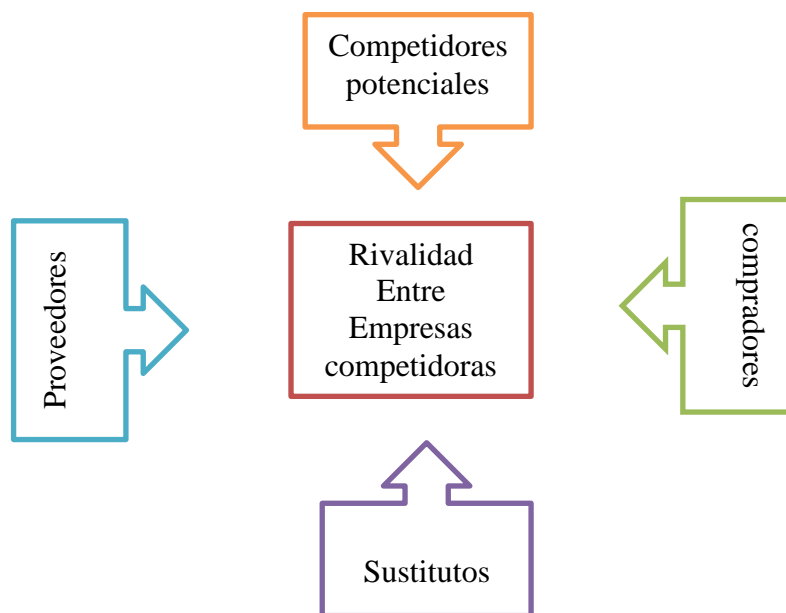 Competidores
potenciales
Proveedores
Rivalidad
Entre
Empresas
competidoras
compradores
Sustitutos